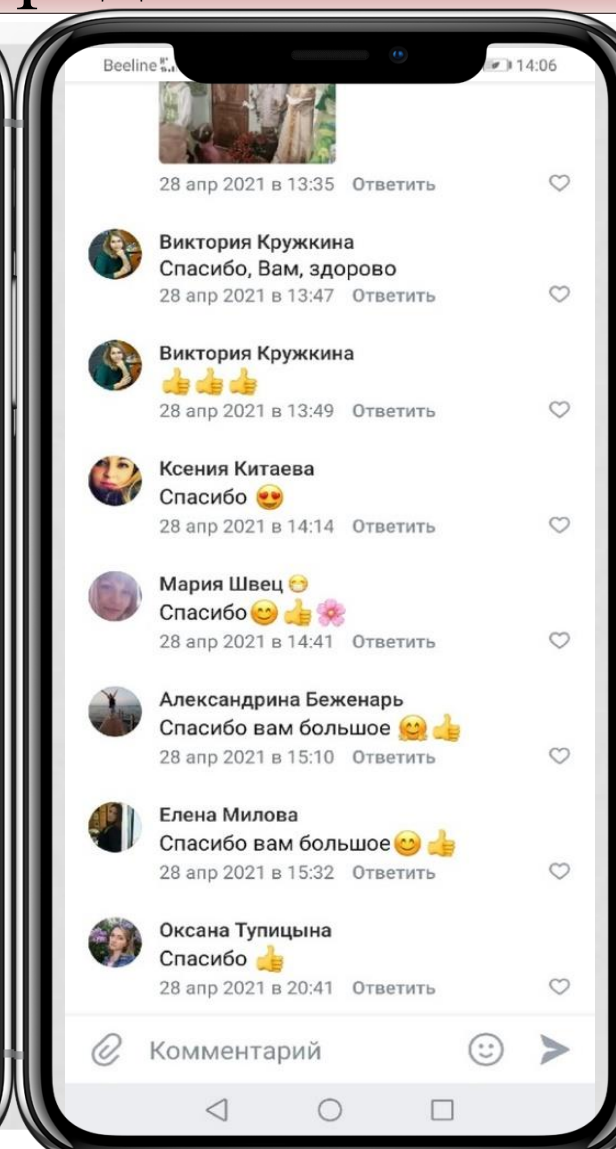 Beeline
14:06
28 апр 2021 в 13:35 Ответить
Виктория Кружкина
Спасибо, Вам, здорово
28 апр 2021 в 13:47 Ответить
Виктория Кружкина
👍👍👍
28 апр 2021 в 13:49 Ответить
Ксения Китаева
Спасибо 😍
28 апр 2021 в 14:14 Ответить
Мария Швец 😷
Спасибо😊👍🌸
28 апр 2021 в 14:41 Ответить
Александрина Беженарь
Спасибо вам большое 🤗👍
28 апр 2021 в 15:10 Ответить
Елена Милова
Спасибо вам большое😊👍
28 апр 2021 в 15:32 Ответить
Оксана Тупицына
Спасибо 👍
28 апр 2021 в 20:41 Ответить
Комментарий